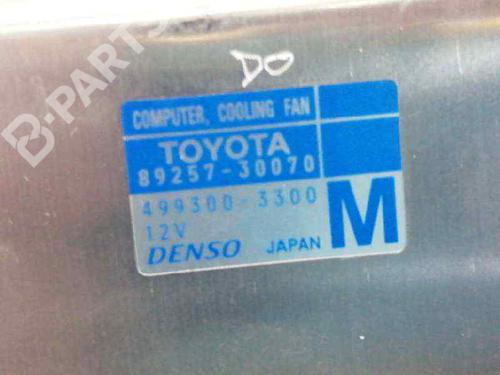 B-PARTS
DO
COMPUTER, COOLING FAN
TOYOTA
89257-30070
499300-3300
12V
M
DENSO JAPAN